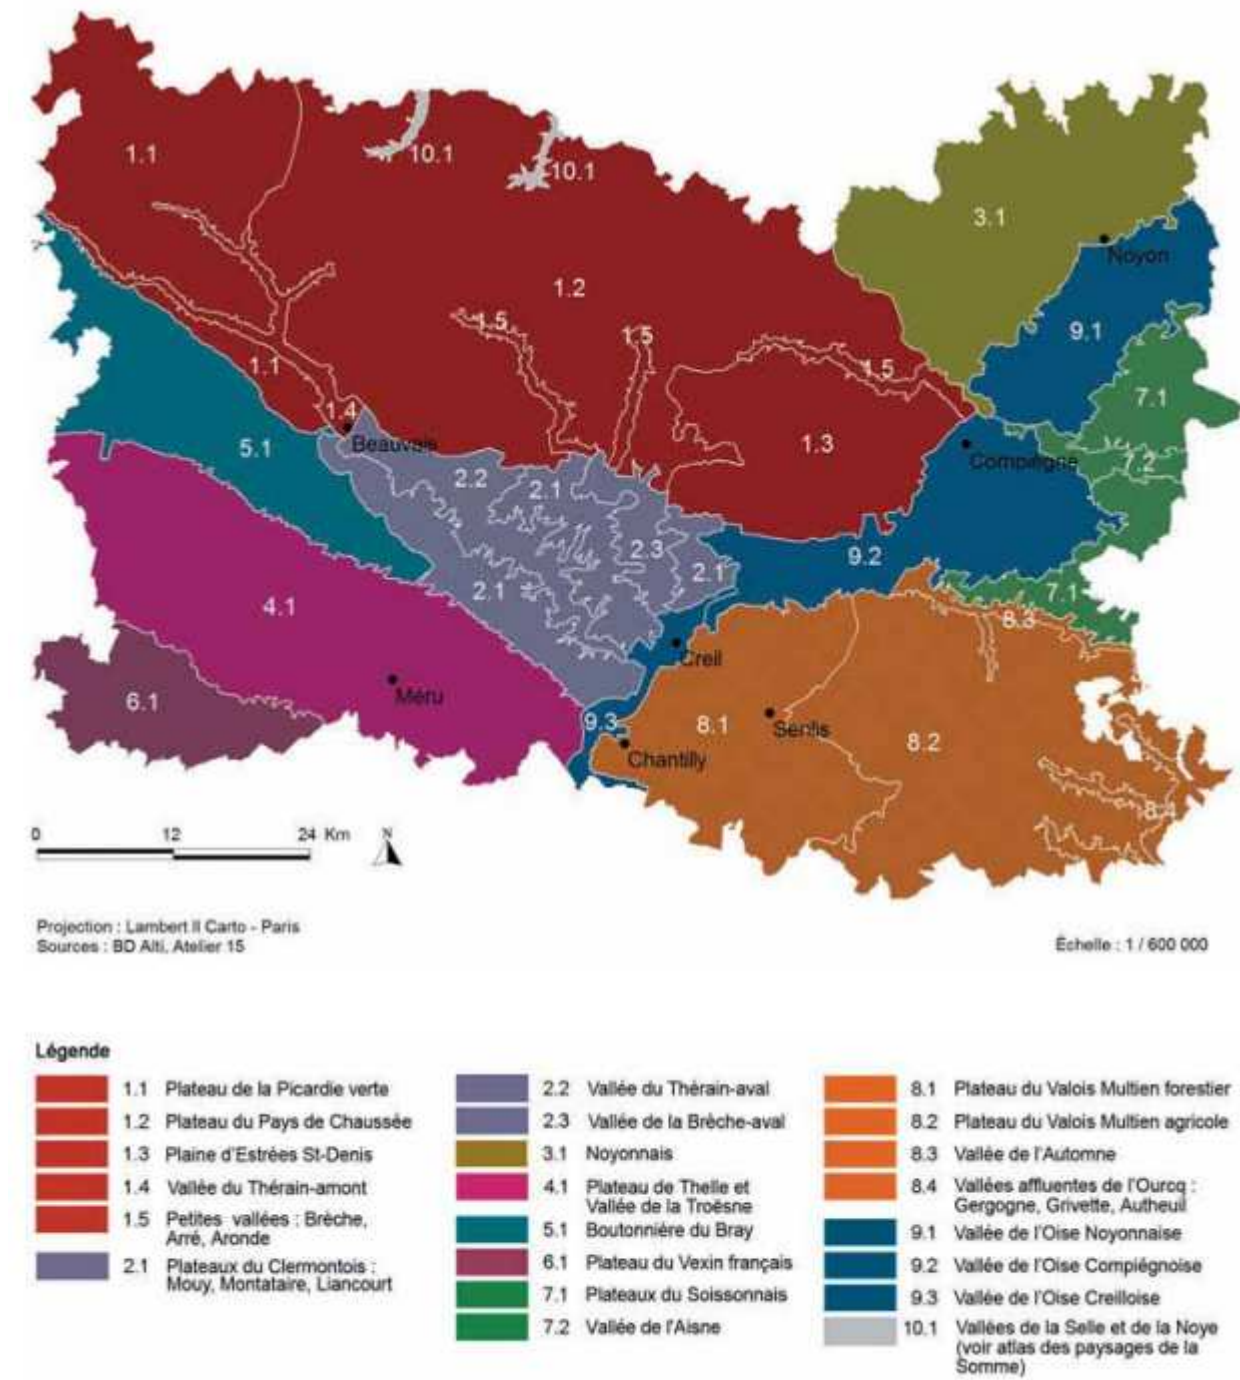 1.1
10.1
10.1
3.1
Noyon
1.2
9.1
1.5
1.5
1.5
1.1
7.1
1.4
Beauvais
5.1
1.3
Compiègne
7.2
2.2
2.1
2.3
9.2
2.1
2.1
7.1
4.1
8.3
Creil
6.1
Méru
9.3
8.1
Senlis
8.2
Chantilly
8.4
0 12 24 Km N
Projection : Lambert II Carto - Paris
Sources : BD Alti, Atelier 15
Échelle : 1 / 600 000
Légende
1.1 Plateau de la Picardie verte
1.2 Plateau du Pays de Chaussée
1.3 Plaine d'Estrées St-Denis
1.4 Vallée du Thérain-amont
1.5 Petites vallées : Brèche,
Arré, Aronde
2.1 Plateaux du Clermontois :
Mouy, Montataire, Liancourt
2.2 Vallée du Thérain-aval
2.3 Vallée de la Brèche-aval
3.1 Noyonnais
4.1 Plateau de Thelle et
Vallée de la Troësne
5.1 Boutonnière du Bray
6.1 Plateau du Vexin français
7.1 Plateaux du Soissonnais
7.2 Vallée de l'Aisne
8.1 Plateau du Valois Multien forestier
8.2 Plateau du Valois Multien agricole
8.3 Vallée de l'Automne
8.4 Vallées affluentes de l'Ourcq :
Gergogne, Grivette, Autheuil
9.1 Vallée de l'Oise Noyonnaise
9.2 Vallée de l'Oise Compiégnoise
9.3 Vallée de l'Oise Creilloise
10.1 Vallées de la Selle et de la Noye
(voir atlas des paysages de la
Somme)